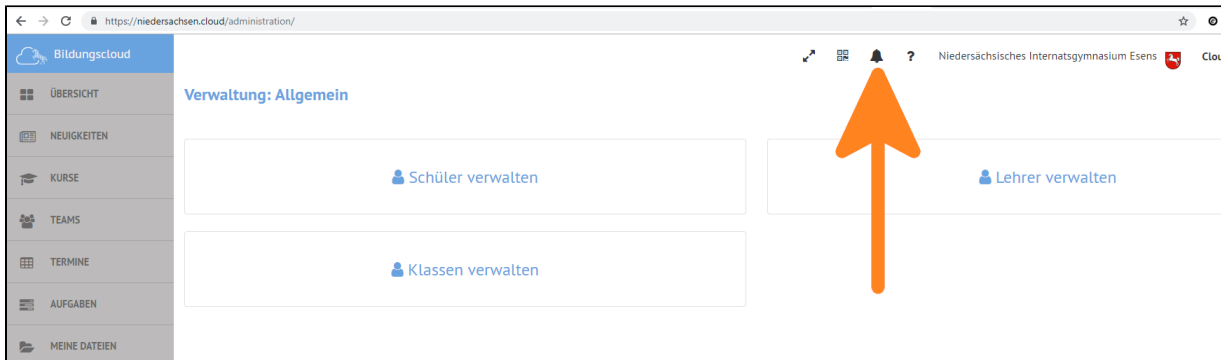 https://niedersachsen.cloud/administration/
Bildungscloud
? Niedersächsisches Internatsgymnasium Esens Clou
ÜBERSICHT
Verwaltung: Allgemein
NEUIGKEITEN
KURSE
Schüler verwalten
Lehrer verwalten
TEAMS
TERMINE
Klassen verwalten
AUFGABEN
MEINE DATEIEN